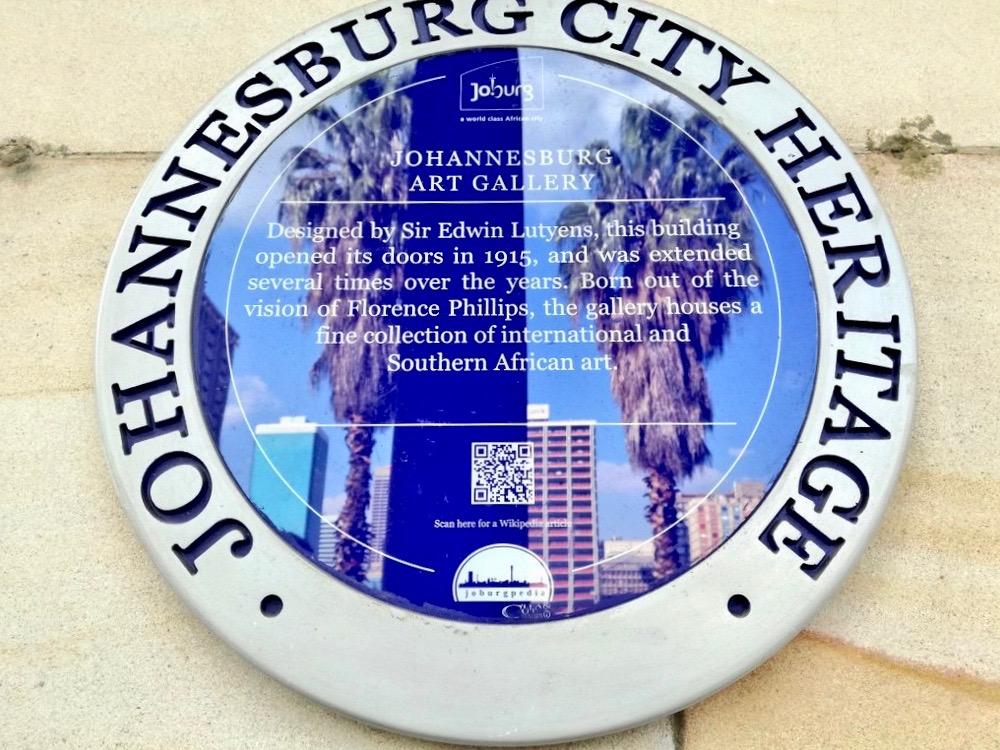 JOHANNESBURG CITY HERITAGE
Joburg
a world class African city
JOHANNESBURG
ART GALLERY
Designed by Sir Edwin Lutyens, this building
opened its doors in 1915, and was extended
several times over the years. Born out of the
vision of Florence Phillips, the gallery houses a
fine collection of international and
Southern African art.
Scan here for a Wikipedia article
joburgpedia